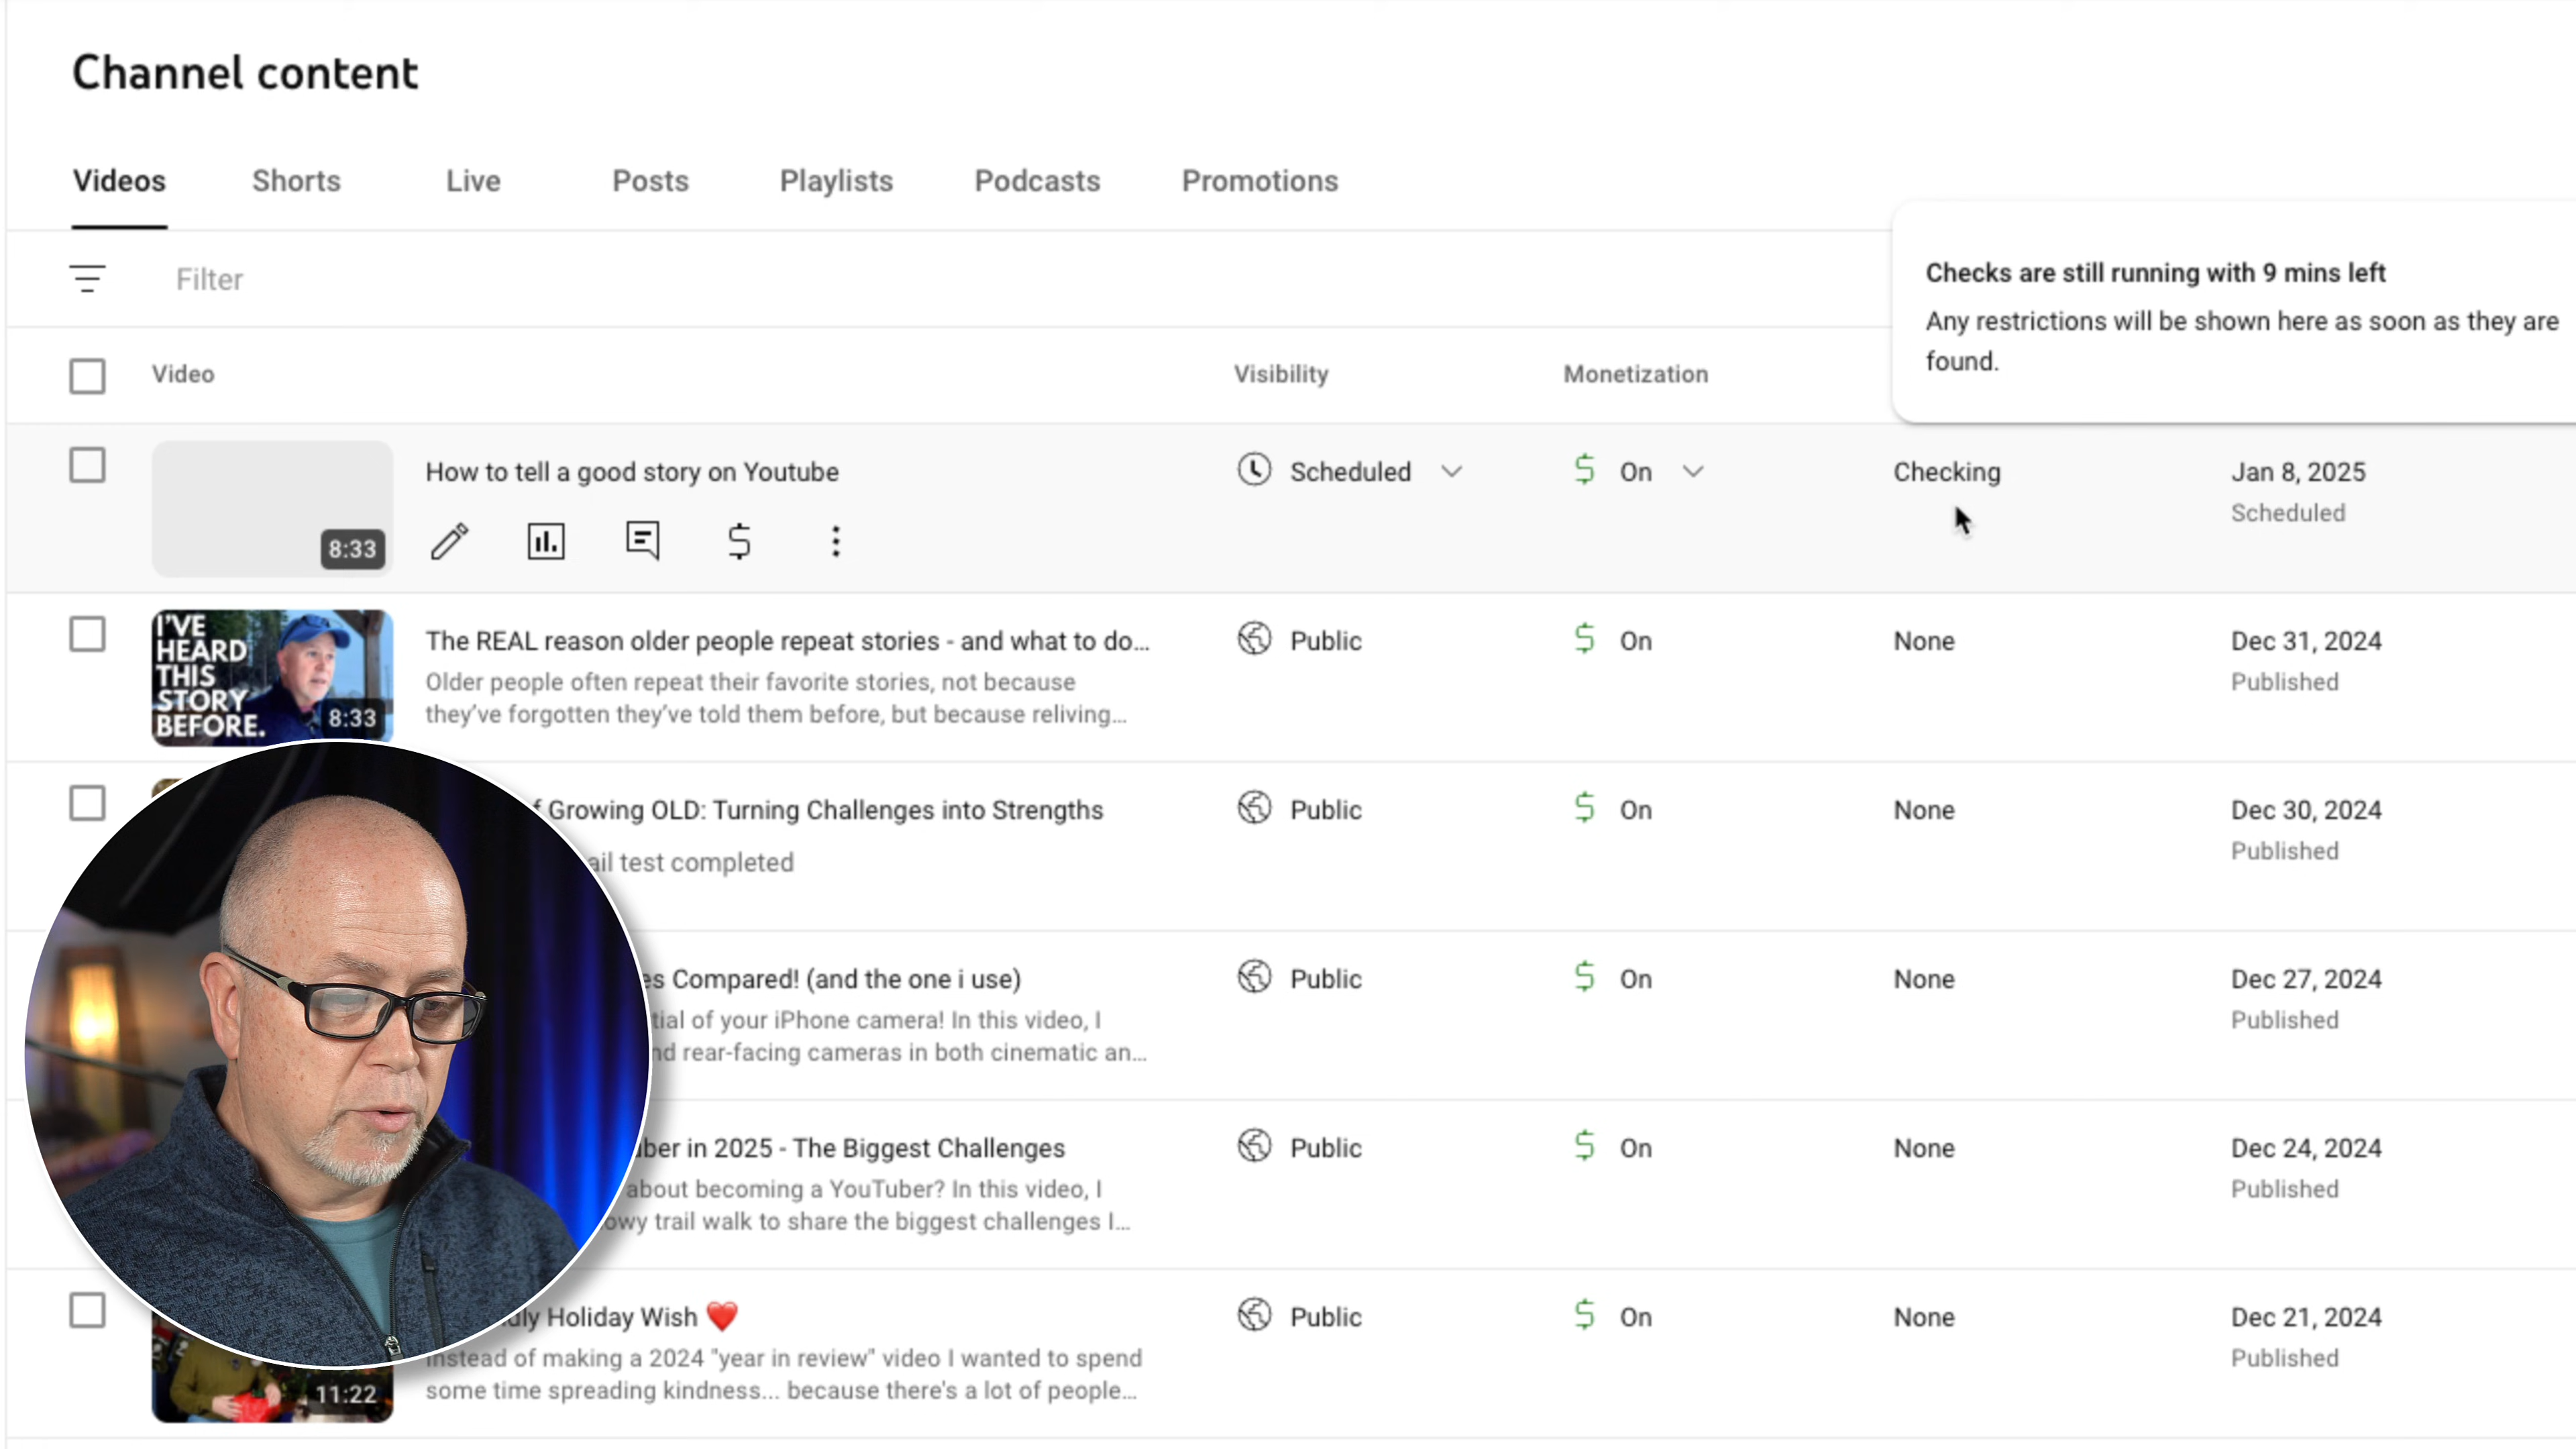 Channel content
Videos Shorts Live Posts Playlists Podcasts Promotions
Filter
Checks are still running with 9 mins left
Any restrictions will be shown here as soon as they are
found.
Video Visibility Monetization
How to tell a good story on Youtube Scheduled On Checking Jan 8, 2025
Scheduled
8:33
I'VE
HEARD
THIS
STORY
BEFORE.
8:33
The REAL reason older people repeat stories - and what to do... Public On None Dec 31, 2024
Older people often repeat their favorite stories, not because
they've forgotten they've told them before, but because reliving...
Published
Growing OLD: Turning Challenges into Strengths Public On None Dec 30, 2024
test completed
Published
Compared! (and the one i use) Public On None Dec 27, 2024
of your iPhone camera! In this video, I
rear-facing cameras in both cinematic an...
Published
in 2025 - The Biggest Challenges Public On None Dec 24, 2024
about becoming a YouTuber? In this video, I
trail walk to share the biggest challenges I...
Published
Holiday Wish ❤️ Public On None Dec 21, 2024
Instead of making a 2024 "year in review" video I wanted to spend
some time spreading kindness... because there's a lot of people...
Published
11:22